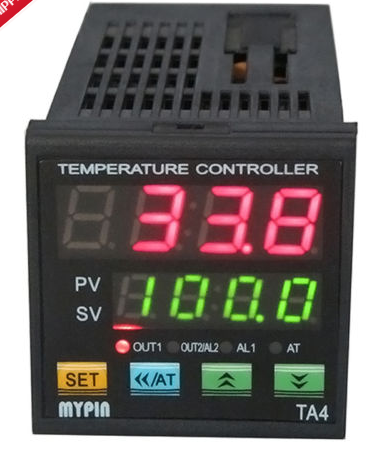 TEMPERATURE CONTROLLER
33.8
PV
100.0
SV
OUT1 OUT2/AL2 AL1 AT
SET <</AT
MYPIN TA4